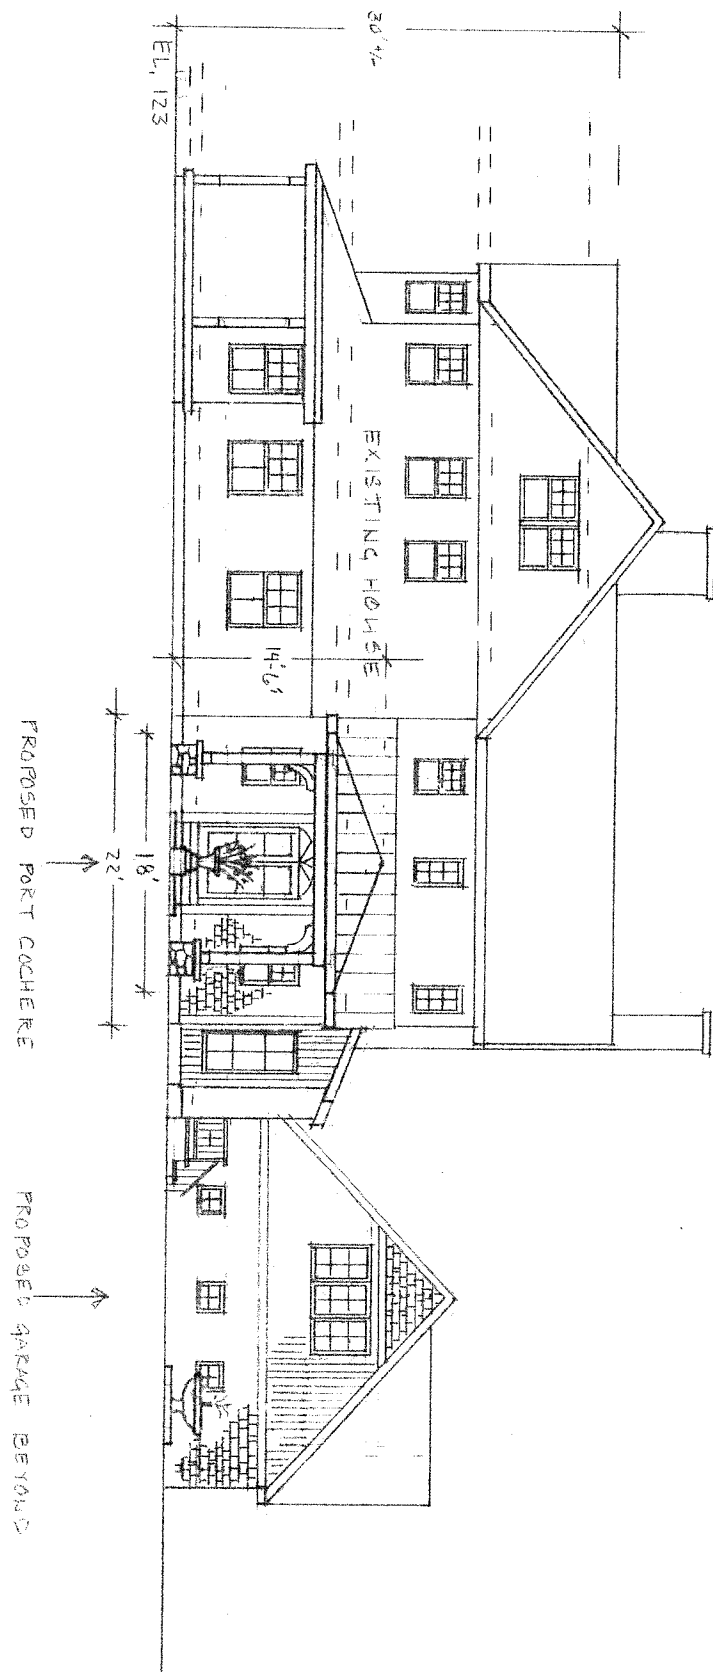 30'+/-
EL. 123
EXISTING HOUSE
14'-6"
18'
22'
PROPOSED PORT COCHERE
PROPOSED GARAGE BEYOND